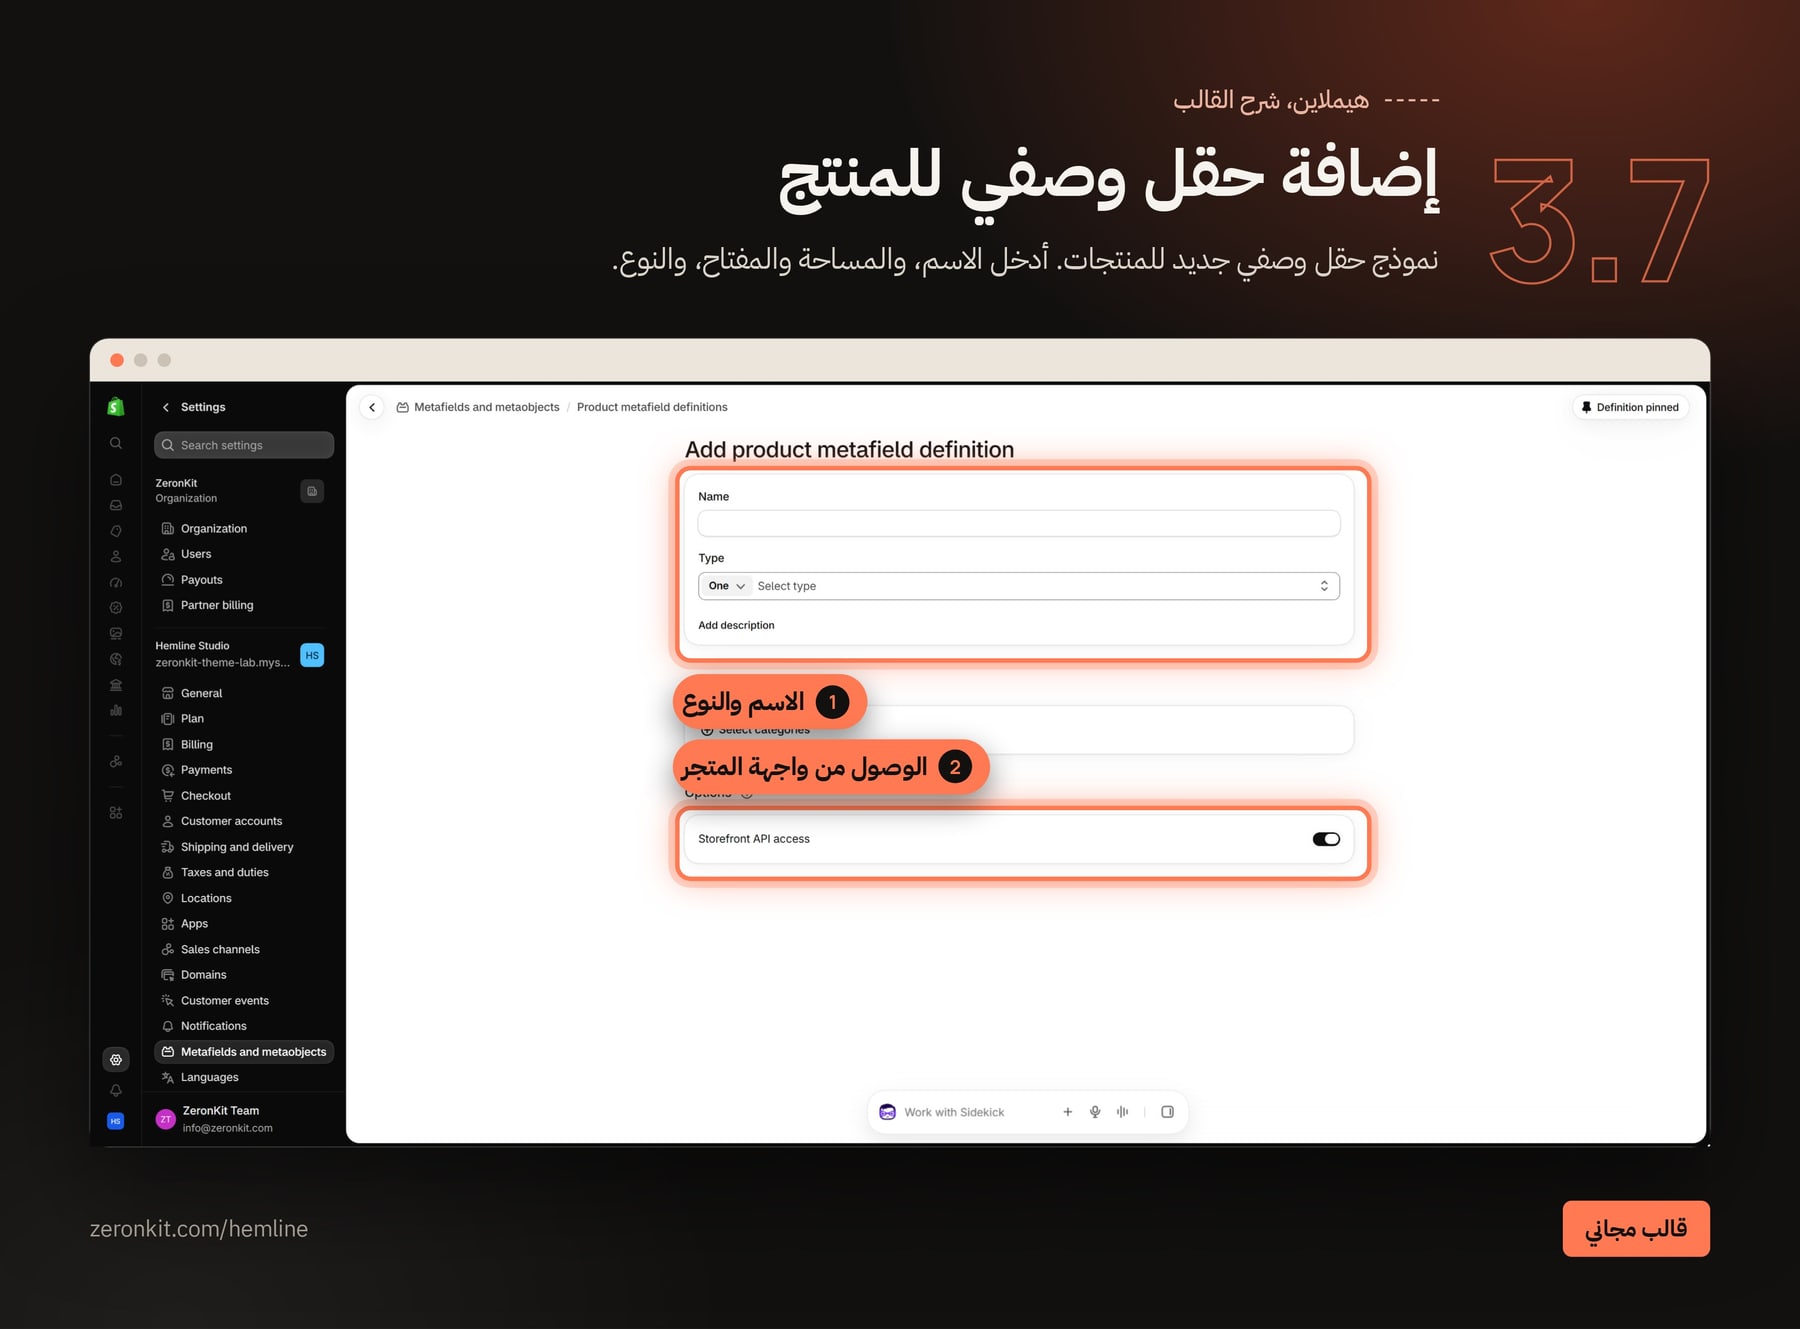 هيملاين، شرح القالب
3.7
إضافة حقل وصفي للمنتج
نموذج حقل وصفي جديد للمنتجات. أدخل الاسم، والمساحة والمفتاح، والنوع.
Settings
Search settings
ZeronKit
Organization
Organization
Users
Payouts
Partner billing
Hemline Studio
zeronkit-theme-lab.mys...
HS
General
Plan
Billing
Payments
Checkout
Customer accounts
Shipping and delivery
Taxes and duties
Locations
Apps
Sales channels
Domains
Customer events
Notifications
Metafields and metaobjects
Languages
HS
ZT
ZeronKit Team
info@zeronkit.com
Metafields and metaobjects / Product metafield definitions
Definition pinned
Add product metafield definition
Name
Type
One Select type
Add description
1 الاسم والنوع
Select categories
2 الوصول من واجهة المتجر
Options
Storefront API access
Work with Sidekick
zeronkit.com/hemline
قالب مجاني